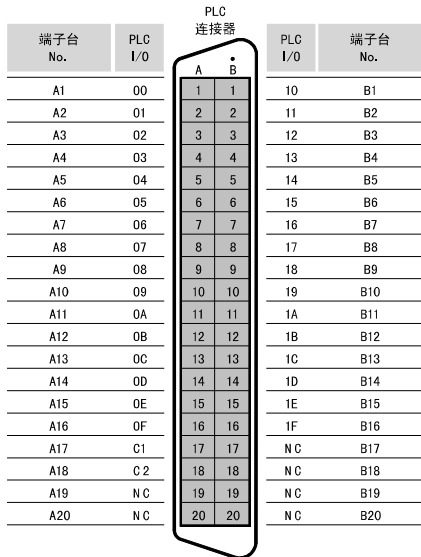 PLC
连接器
端子台 No. PLC I/O A B PLC I/O 端子台 No.
A1 00 1 1 10 B1
A2 01 2 2 11 B2
A3 02 3 3 12 B3
A4 03 4 4 13 B4
A5 04 5 5 14 B5
A6 05 6 6 15 B6
A7 06 7 7 16 B7
A8 07 8 8 17 B8
A9 08 9 9 18 B9
A10 09 10 10 19 B10
A11 0A 11 11 1A B11
A12 0B 12 12 1B B12
A13 0C 13 13 1C B13
A14 0D 14 14 1D B14
A15 0E 15 15 1E B15
A16 0F 16 16 1F B16
A17 C1 17 17 NC B17
A18 C2 18 18 NC B18
A19 NC 19 19 NC B19
A20 NC 20 20 NC B20